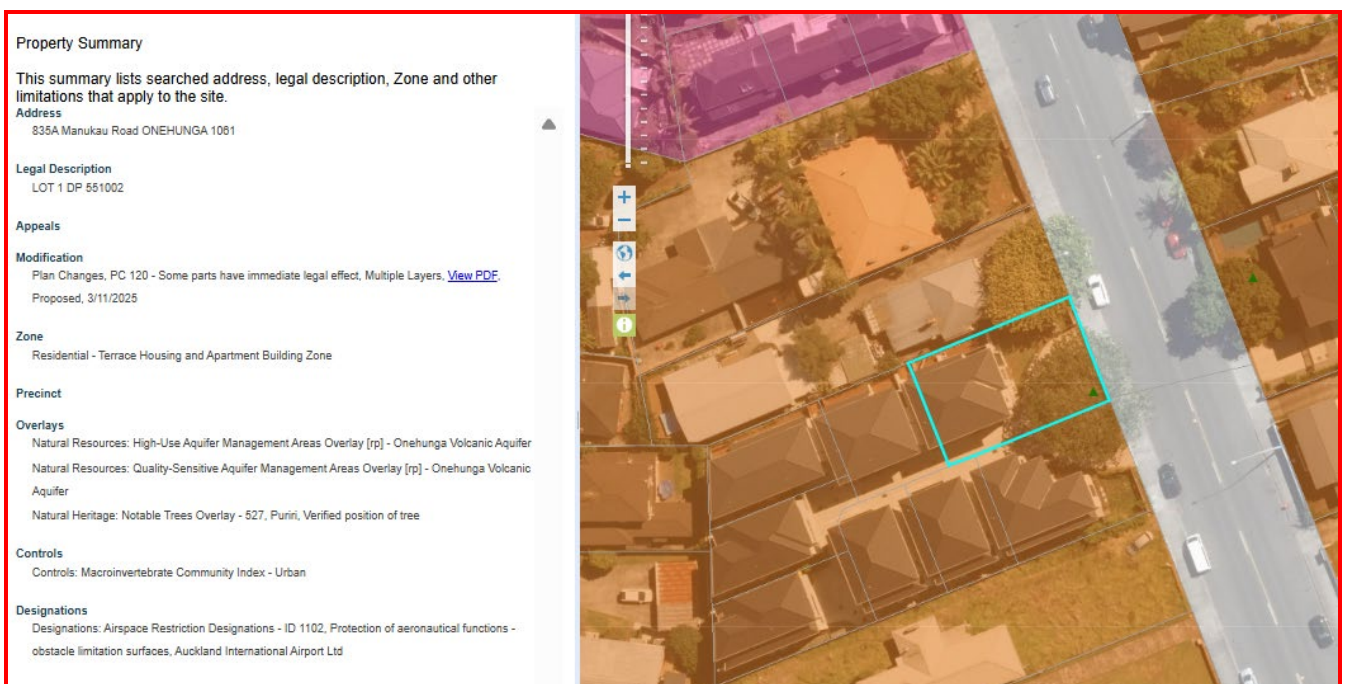 Property Summary
This summary lists searched address, legal description, Zone and other
limitations that apply to the site.
Address
835A Manukau Road ONEHUNGA 1061
Legal Description
LOT 1 DP 551002
Appeals
Modification
Plan Changes, PC 120 - Some parts have immediate legal effect, Multiple Layers, View PDF,
Proposed, 3/11/2025
Zone
Residential - Terrace Housing and Apartment Building Zone
Precinct
Overlays
Natural Resources: High-Use Aquifer Management Areas Overlay [rp] - Onehunga Volcanic Aquifer
Natural Resources: Quality-Sensitive Aquifer Management Areas Overlay [rp] - Onehunga Volcanic
Aquifer
Natural Heritage: Notable Trees Overlay - 527, Puriri, Verified position of tree
Controls
Controls: Macroinvertebrate Community Index - Urban
Designations
Designations: Airspace Restriction Designations - ID 1102, Protection of aeronautical functions -
obstacle limitation surfaces, Auckland International Airport Ltd